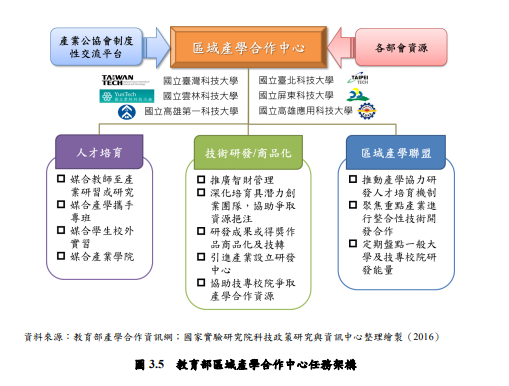 產業公協會制度
性交流平台
區域產學合作中心
各部會資源
TAIWAN
TECH
國立臺灣科技大學
國立臺北科技大學
TAIPEI
TECH
YunTech
國立雲林科技大學
國立屏東科技大學
國立高雄第一科技大學
國立高雄應用科技大學
人才培育
媒合教師至產
業研習或研究
媒合產學攜手
專班
媒合學生校外
實習
媒合產業學院
技術研發/商品化
推廣智財管理
深化培育具潛力創
業團隊，協助爭取
資源挹注
研發成果或得獎作
品商品化及技轉
引進產業設立研發
中心
協助技專校院爭取
產學合作資源
區域產學聯盟
推動產學協力研
發人才培育機制
聚焦重點產業進
行整合性技術開
發合作
定期盤點一般大
學及技專校院研
發能量
資料來源：教育部產學合作資訊網；國家實驗研究院科技政策研究與資訊中心整理繪製（2016）
圖 3.5 教育部區域產學合作中心任務架構